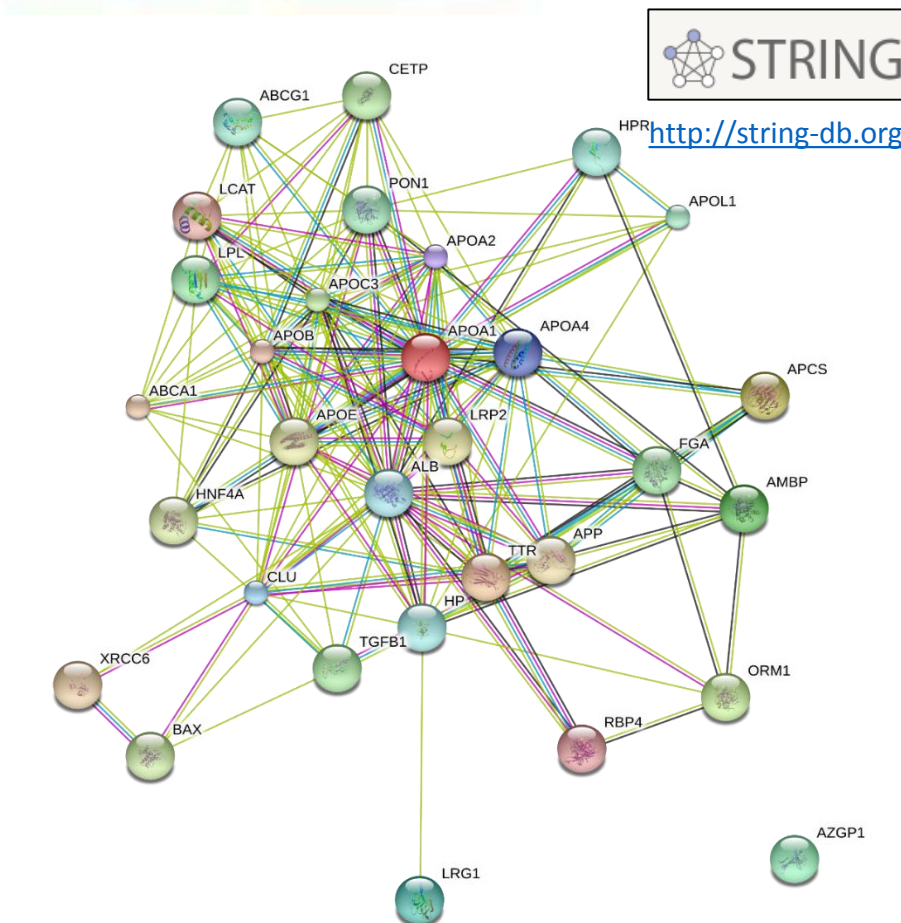 STRING
http://string-db.org
CETP
ABCG1
HPR
PON1
LCAT
APOL1
APOA2
LPL
APOC3
APOA1
APOA4
APOB
APCS
ABCA1
APOE
LRP2
FGA
ALB
AMBP
HNF4A
APP
TTR
CLU
HP
TGFB1
XRCC6
ORM1
RBP4
BAX
AZGP1
LRG1